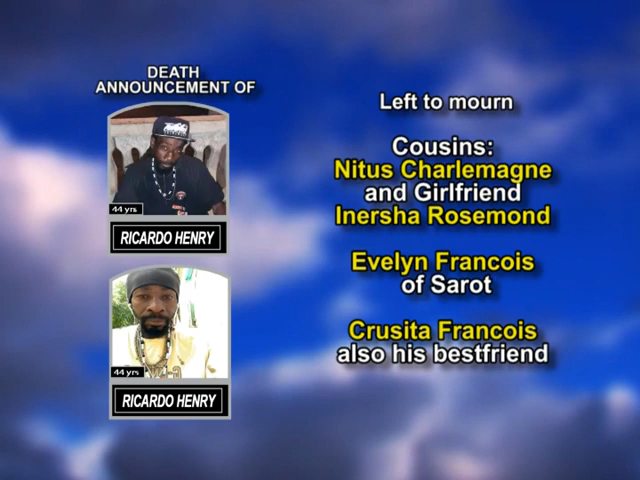 DEATH
ANNOUNCEMENT OF
44 yrs
RICARDO HENRY
44 yrs
RICARDO HENRY
Left to mourn
Cousins:
Nitus Charlemagne
and Girlfriend
Inersha Rosemond
Evelyn Francois
of Sarot
Crusita Francois
also his bestfriend